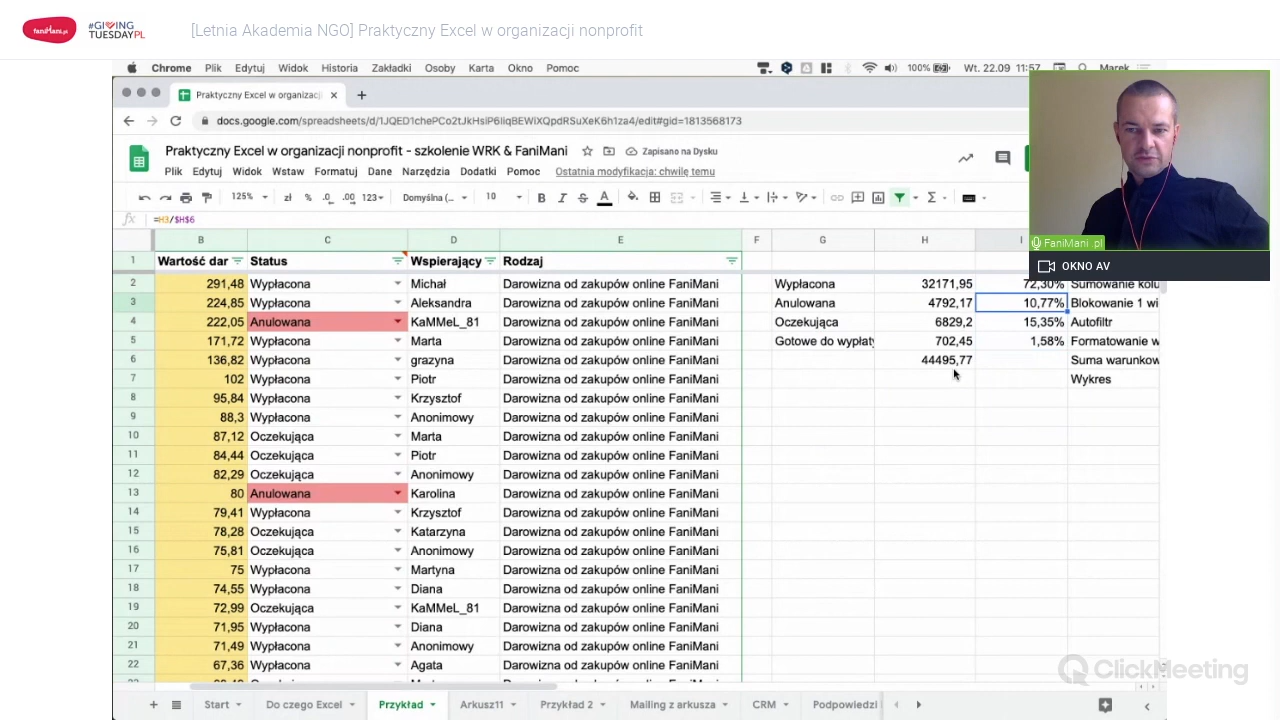 faniMani.pl #GIVING TUESDAYPL [Letnia Akademia NGO] Praktyczny Excel w organizacji nonprofit
Chrome Plik Edytuj Widok Historia Zakładki Osoby Karta Okno Pomoc 100% Wt. 22.09 11:57 Marek
Praktyczny Excel w organizacj
docs.google.com/spreadsheets/d/1JQED1chePCo2tJkHsiP6IiqBEWiXQpdRSuXeK6h1za4/edit#gid=1813568173
Praktyczny Excel w organizacji nonprofit - szkolenie WRK & FaniMani Zapisano na Dysku
Plik Edytuj Widok Wstaw Formatuj Dane Narzędzia Dodatki Pomoc Ostatnia modyfikacja: chwilę temu
125% zł % .0 .00 123 Domyślna (... 10 B I S A
fx =H3/$H$6
B C D E F G H I
1 Wartość dar Status Wspierający Rodzaj
2 291,48 Wypłacona Michał Darowizna od zakupów online FaniMani Wypłacona 32171,95 72,30% Sumowanie kolu
3 224,85 Wypłacona Aleksandra Darowizna od zakupów online FaniMani Anulowana 4792,17 10,77% Blokowanie 1 wi
4 222,05 Anulowana KaMMeL_81 Darowizna od zakupów online FaniMani Oczekująca 6829,2 15,35% Autofiltr
5 171,72 Wypłacona Marta Darowizna od zakupów online FaniMani Gotowe do wypłaty 702,45 1,58% Formatowanie w
6 136,82 Wypłacona grazyna Darowizna od zakupów online FaniMani 44495,77 Suma warunkow
7 102 Wypłacona Piotr Darowizna od zakupów online FaniMani Wykres
8 95,84 Wypłacona Krzysztof Darowizna od zakupów online FaniMani
9 88,3 Wypłacona Anonimowy Darowizna od zakupów online FaniMani
10 87,12 Oczekująca Marta Darowizna od zakupów online FaniMani
11 84,44 Oczekująca Piotr Darowizna od zakupów online FaniMani
12 82,29 Oczekująca Anonimowy Darowizna od zakupów online FaniMani
13 80 Anulowana Karolina Darowizna od zakupów online FaniMani
14 79,41 Wypłacona Krzysztof Darowizna od zakupów online FaniMani
15 78,28 Oczekująca Katarzyna Darowizna od zakupów online FaniMani
16 75,81 Oczekująca Anonimowy Darowizna od zakupów online FaniMani
17 75 Wypłacona Martyna Darowizna od zakupów online FaniMani
18 74,55 Wypłacona Diana Darowizna od zakupów online FaniMani
19 72,99 Oczekująca KaMMeL_81 Darowizna od zakupów online FaniMani
20 71,95 Wypłacona Diana Darowizna od zakupów online FaniMani
21 71,49 Wypłacona Anonimowy Darowizna od zakupów online FaniMani
22 67,36 Wypłacona Agata Darowizna od zakupów online FaniMani
Start Do czego Excel Przykład Arkusz11 Przykład 2 Mailing z arkusza CRM Podpowiedzi
FaniMani .pl
OKNO AV
ClickMeeting